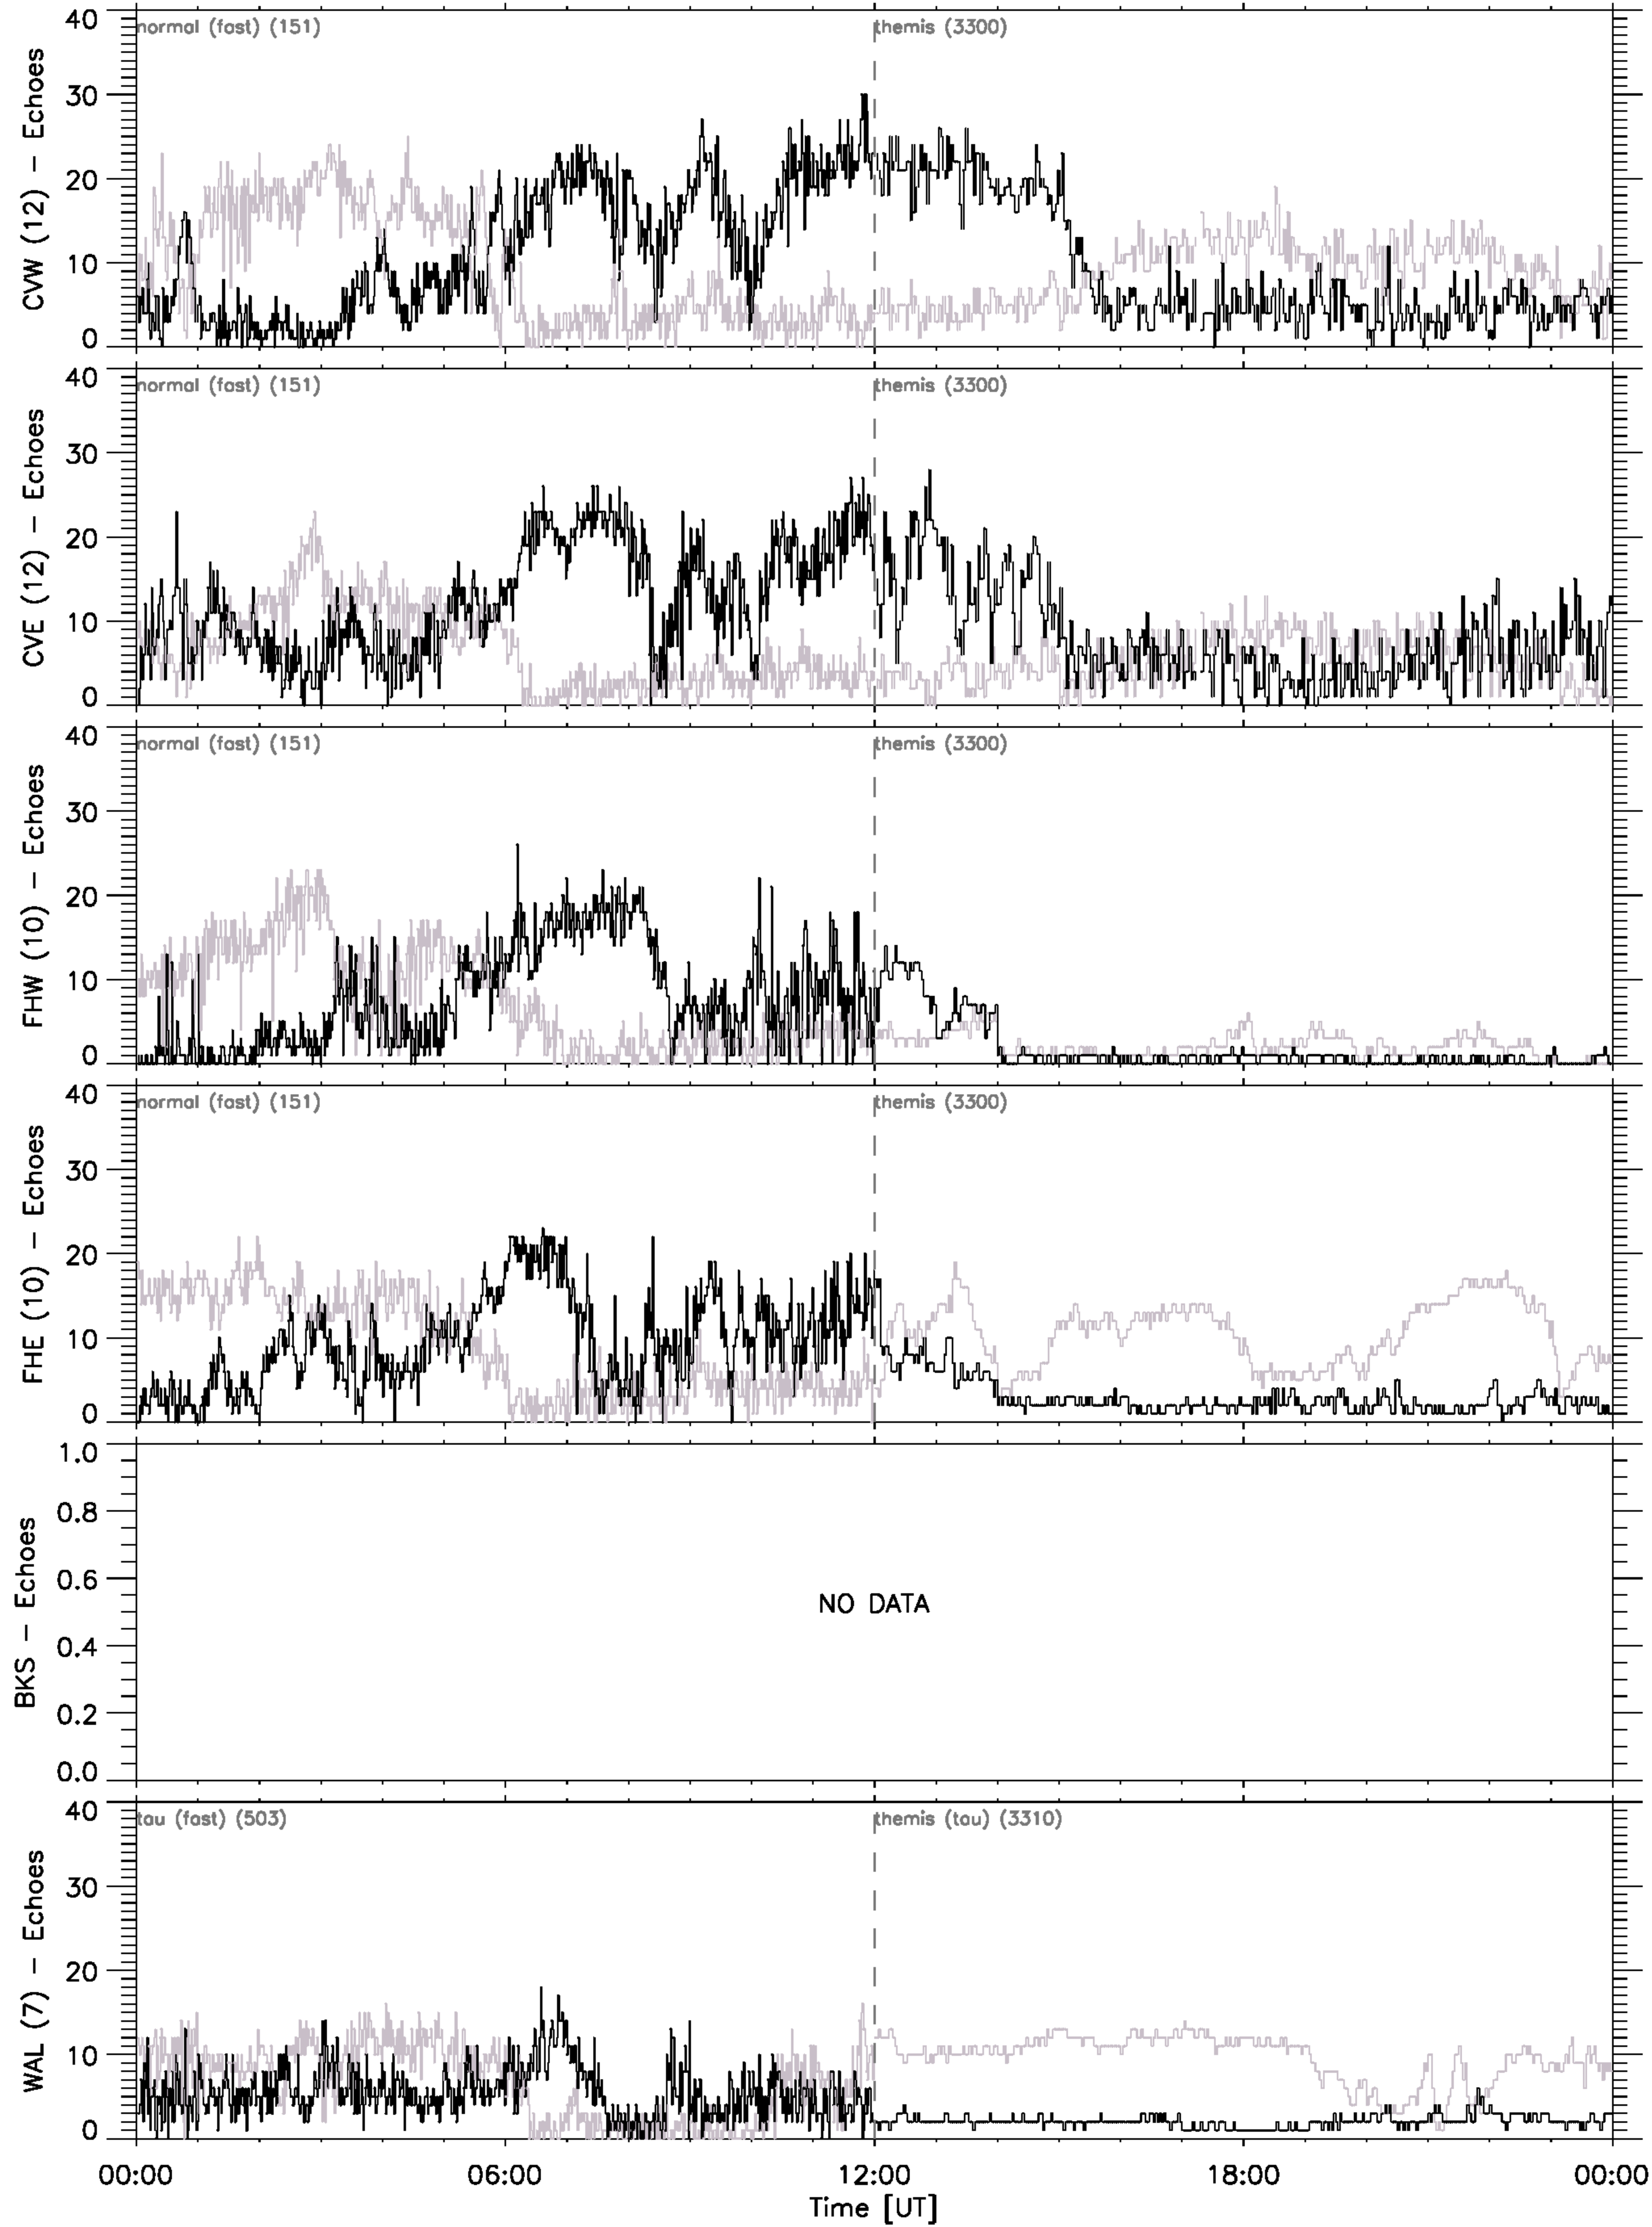 CVW (12) − Echoes
40
30
20
10
0
normal (fast) (151)
themis (3300)
CVE (12) − Echoes
40
30
20
10
0
normal (fast) (151)
themis (3300)
FHW (10) − Echoes
40
30
20
10
0
normal (fast) (151)
themis (3300)
FHE (10) − Echoes
40
30
20
10
0
normal (fast) (151)
themis (3300)
BKS − Echoes
1.0
0.8
0.6
0.4
0.2
0.0
NO DATA
WAL (7) − Echoes
40
30
20
10
0
tau (fast) (503)
themis (tau) (3310)
00:00 06:00 12:00 18:00 00:00
Time [UT]